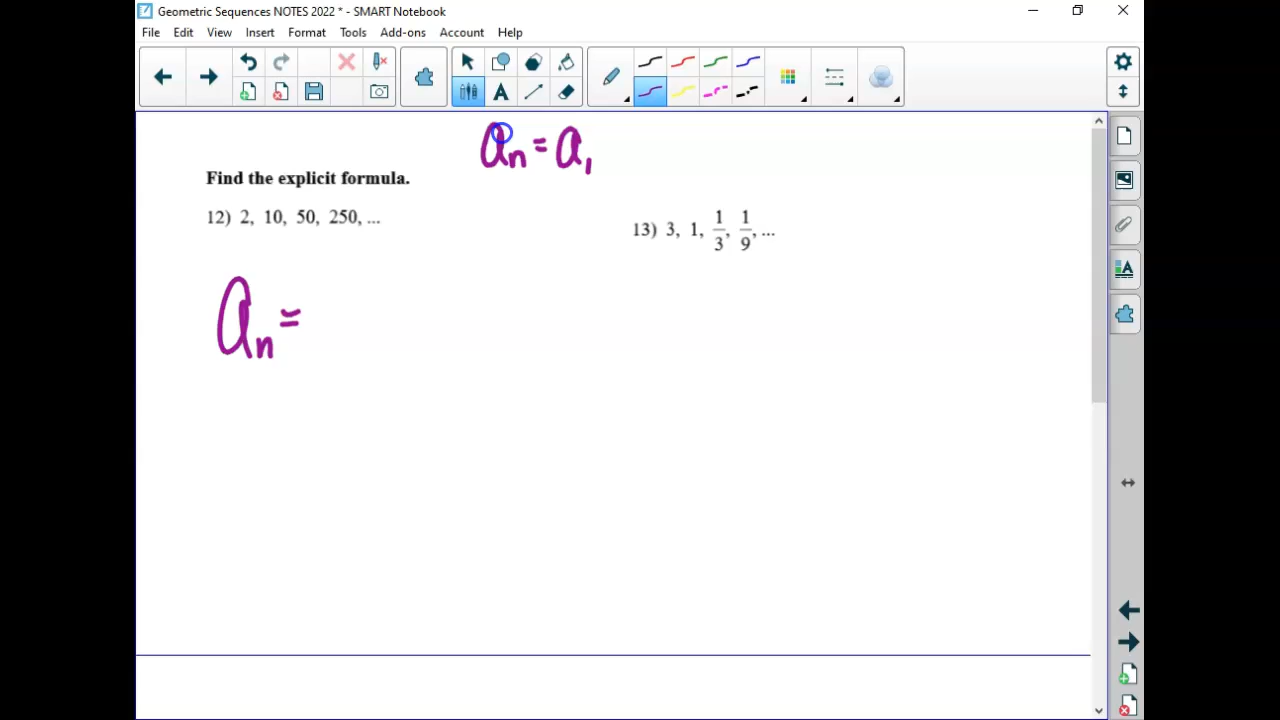 Geometric Sequences NOTES 2022 * - SMART Notebook
File Edit View Insert Format Tools Add-ons Account Help
aₙ = a₁
Find the explicit formula.
12) 2, 10, 50, 250, ...
13) 3, 1, 1/3, 1/9, ...
aₙ =